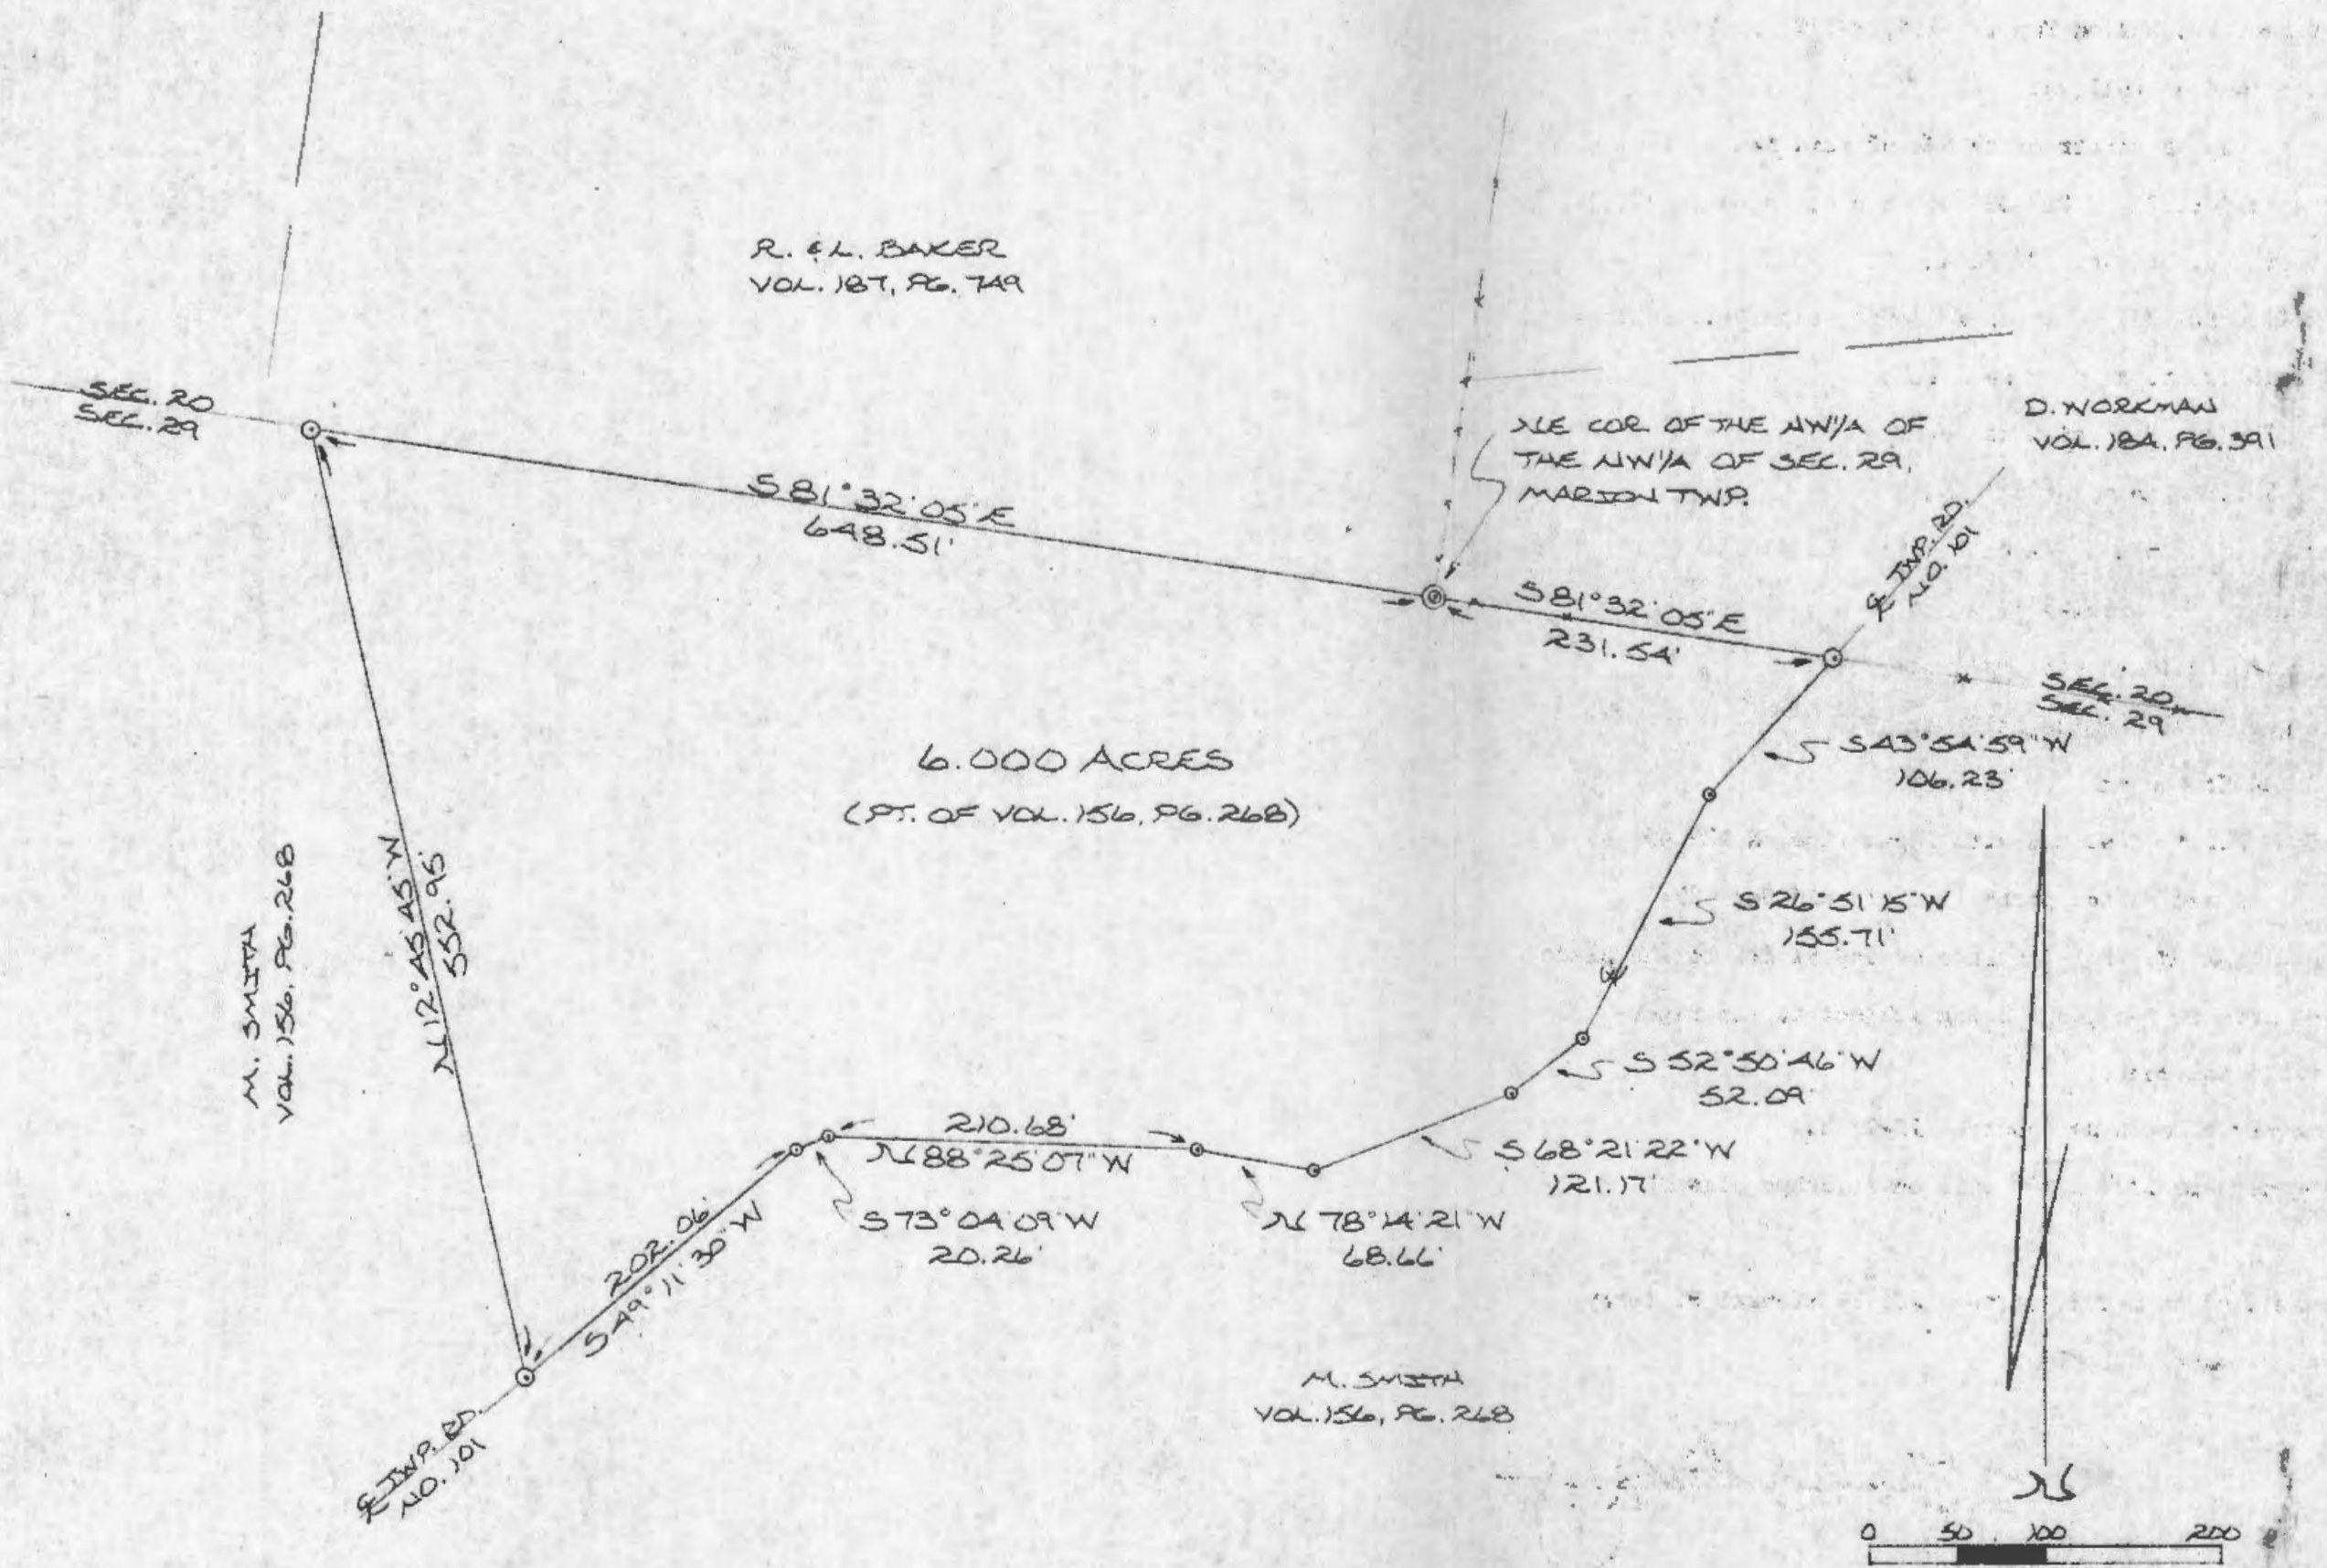 R. & L. BAKER
VOL. 187, PG. 749
SEC. 20
SEC. 29
D. WORKMAN
VOL. 184, PG. 391
NE COR. OF THE NW 1/4 OF
THE NW 1/4 OF SEC. 29,
MARION TWP.
S 81° 32' 05" E
648.51'
℄ TWP. RD.
NO. 101
S 81° 32' 05" E
231.54'
SEC. 20
SEC. 29
S 43° 54' 59" W
106.23'
6.000 ACRES
(PT. OF VOL. 156, PG. 268)
N 12° 45' 45" W
552.95'
M. SMITH
VOL. 156, PG. 268
S 26° 51' 15" W
155.71'
℄
S 52° 50' 46" W
52.09'
210.68'
N 88° 25' 07" W
S 68° 21' 22" W
121.17'
202.06'
S 49° 11' 30" W
S 73° 04' 09" W
20.26'
N 78° 14' 21" W
68.66'
M. SMITH
VOL. 156, PG. 268
℄ TWP. RD.
NO. 101
N
0 50 100 200